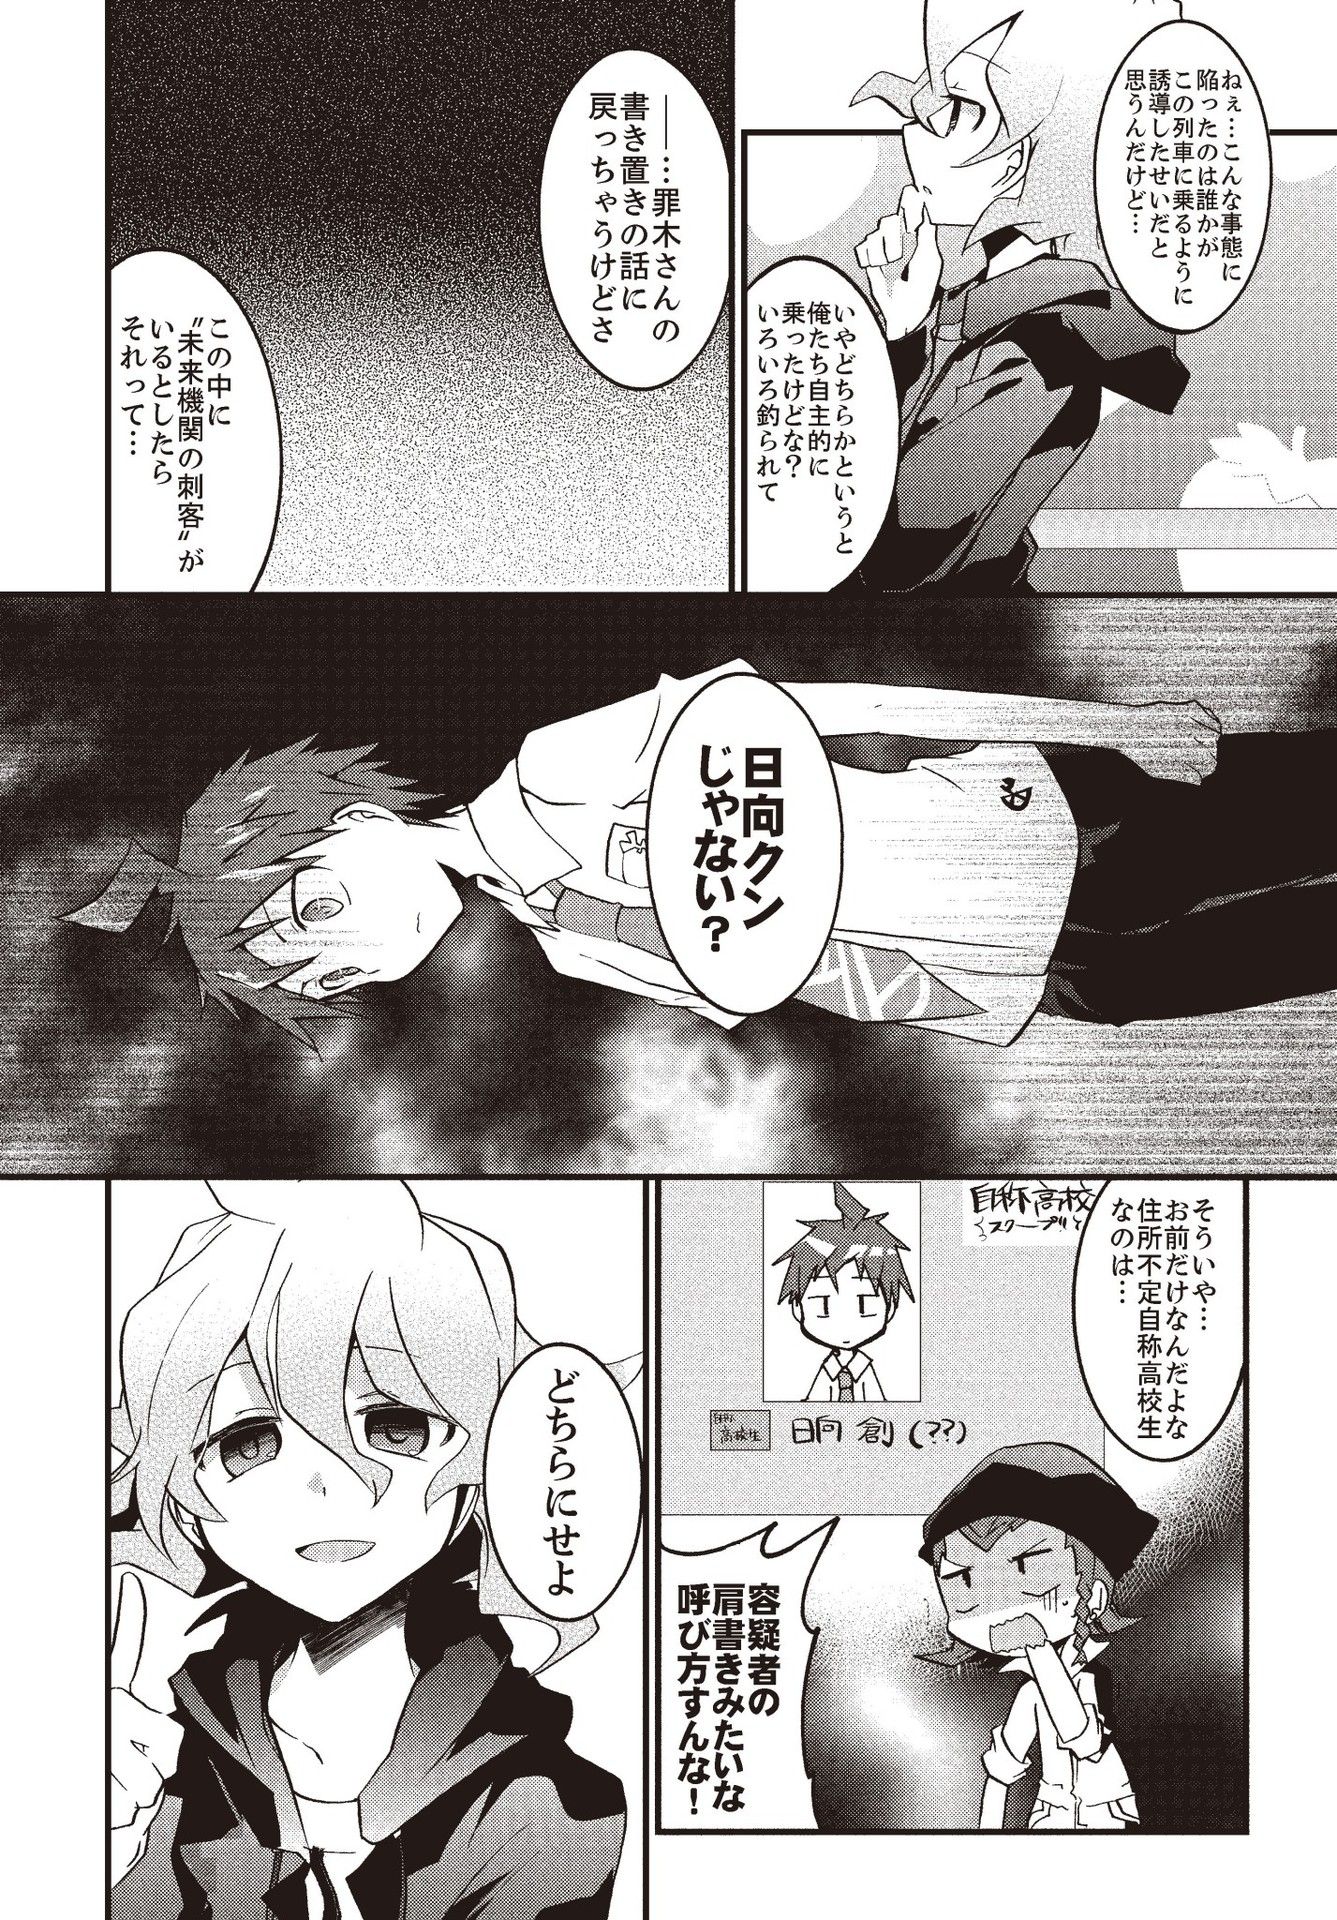 ねぇ…こんな事態に
陥ったのは誰かが
この列車に乗るように
誘導したせいだと
思うんだけど…
いやどちらかというと
俺たち自主的に
乗ったけどな?
いろいろ釣られて
――…罪木さんの
書き置きの話に
戻っちゃうけどさ
この中に
〝未来機関の刺客〟が
いるとしたら
それって…
日向クン
じゃない?
そういや…
お前だけなんだよな
住所不定自称高校生
なのは…
自称高校
スクープ
自称
高校生
日向 創(??)
容疑者の
肩書きみたいな
呼び方すんな!
どちらにせよ